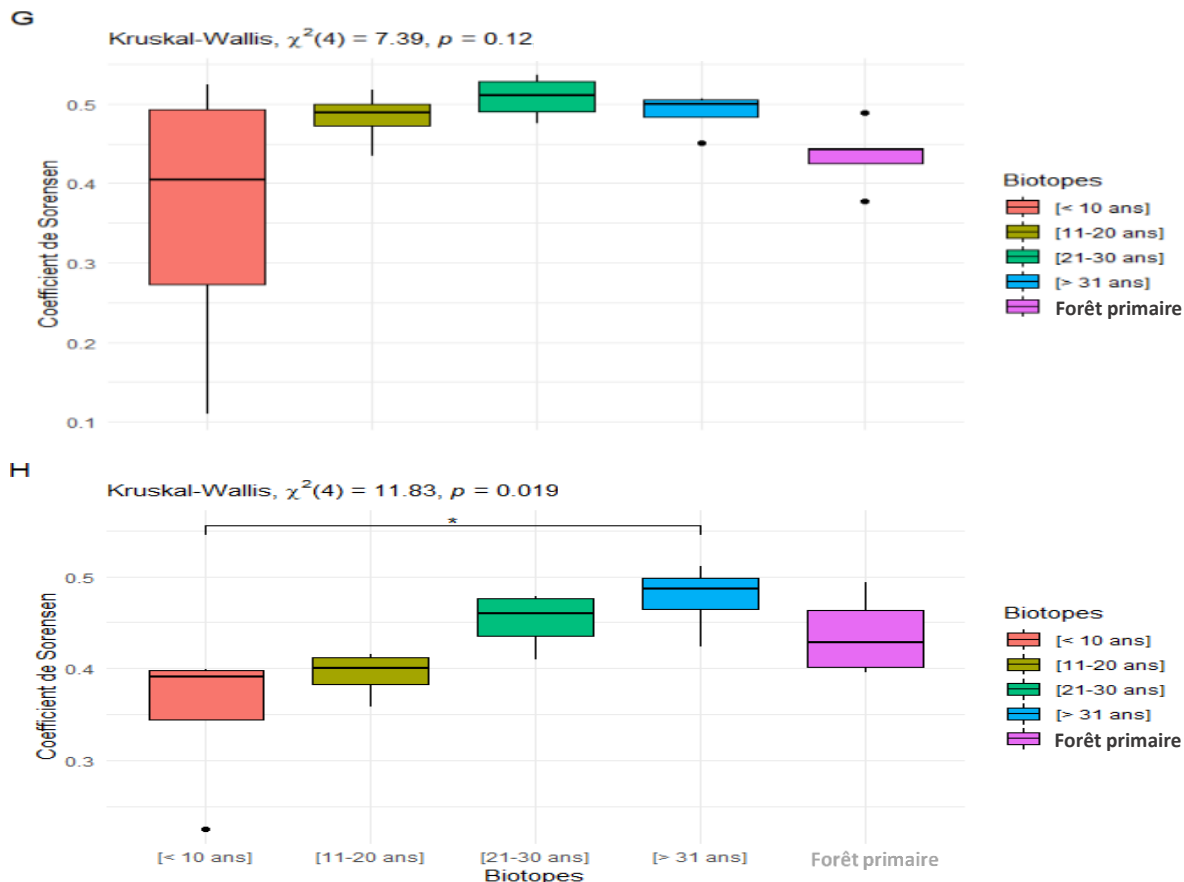 G
Kruskal-Wallis, χ²(4) = 7.39, p = 0.12
0.5
0.4
0.3
0.2
0.1
Coefficient de Sorensen
Biotopes
[< 10 ans]
[11-20 ans]
[21-30 ans]
[> 31 ans]
Forêt primaire
H
Kruskal-Wallis, χ²(4) = 11.83, p = 0.019
*
0.5
0.4
0.3
Coefficient de Sorensen
Biotopes
[< 10 ans]
[11-20 ans]
[21-30 ans]
[> 31 ans]
Forêt primaire
[< 10 ans] [11-20 ans] [21-30 ans] [> 31 ans] Forêt primaire
Biotopes